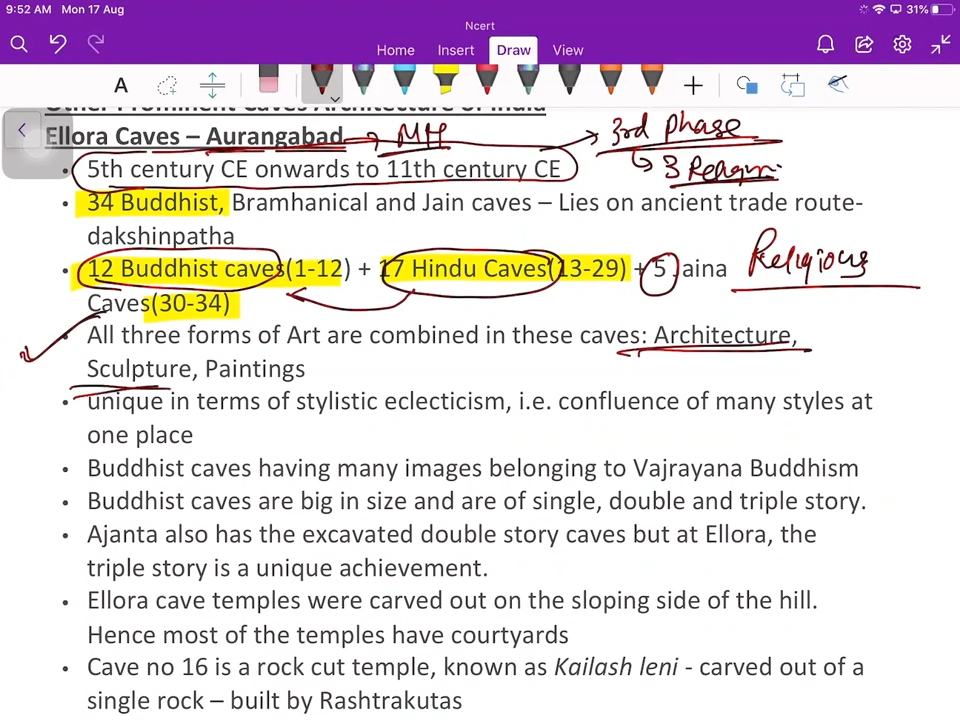 9:52 AM Mon 17 Aug
31%
Ncert
Home Insert Draw View
A
Other Prominent Caves Architecture of India
Ellora Caves – Aurangabad → MH
3rd Phase
• 5th century CE onwards to 11th century CE
3
• 34 Buddhist, Bramhanical and Jain caves – Lies on ancient trade route-
dakshinpatha
• 12 Buddhist caves(1-12) + 17 Hindu Caves(13-29) + 5 Jaina
Religious
Caves(30-34)
• All three forms of Art are combined in these caves: Architecture,
Sculpture, Paintings
• unique in terms of stylistic eclecticism, i.e. confluence of many styles at
one place
• Buddhist caves having many images belonging to Vajrayana Buddhism
• Buddhist caves are big in size and are of single, double and triple story.
• Ajanta also has the excavated double story caves but at Ellora, the
triple story is a unique achievement.
• Ellora cave temples were carved out on the sloping side of the hill.
Hence most of the temples have courtyards
• Cave no 16 is a rock cut temple, known as Kailash leni - carved out of a
single rock – built by Rashtrakutas